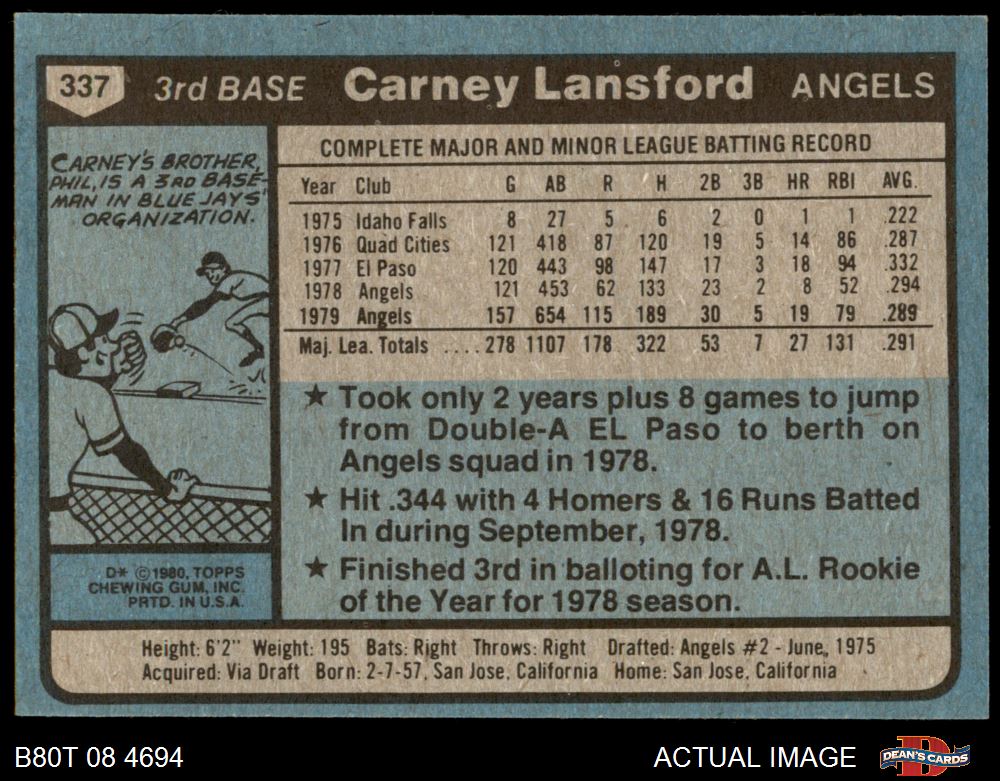 337 3rd BASE Carney Lansford ANGELS
CARNEY'S BROTHER,
PHIL, IS A 3RD BASE-
MAN IN BLUE JAYS'
ORGANIZATION.
COMPLETE MAJOR AND MINOR LEAGUE BATTING RECORD
Year Club G AB R H 2B 3B HR RBI AVG.
1975 Idaho Falls 8 27 5 6 2 0 1 1 .222
1976 Quad Cities 121 418 87 120 19 5 14 86 .287
1977 El Paso 120 443 98 147 17 3 18 94 .332
1978 Angels 121 453 62 133 23 2 8 52 .294
1979 Angels 157 654 115 189 30 5 19 79 .289
Maj. Lea. Totals .... 278 1107 178 322 53 7 27 131 .291
★ Took only 2 years plus 8 games to jump
from Double-A EL Paso to berth on
Angels squad in 1978.
★ Hit .344 with 4 Homers & 16 Runs Batted
In during September, 1978.
★ Finished 3rd in balloting for A.L. Rookie
of the Year for 1978 season.
D* ©1980, TOPPS
CHEWING GUM, INC.
PRTD. IN U.S.A.
Height: 6'2" Weight: 195 Bats: Right Throws: Right Drafted: Angels #2 - June, 1975
Acquired: Via Draft Born: 2-7-57, San Jose, California Home: San Jose, California
B80T 08 4694 ACTUAL IMAGE DEAN'S CARDS